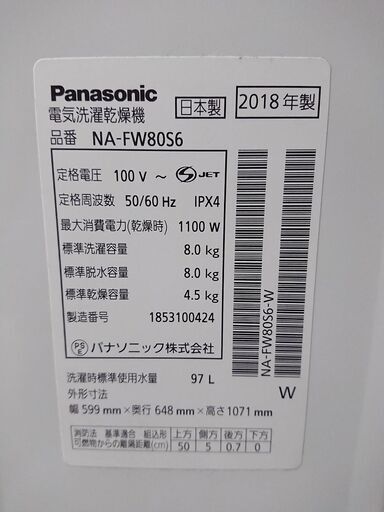 Panasonic
電気洗濯乾燥機 日本製 2018年製
品番 NA-FW80S6
定格電圧 100 V ~ S JET
定格周波数 50/60 Hz IPX4
最大消費電力(乾燥時) 1100 W
標準洗濯容量 8.0 kg
標準脱水容量 8.0 kg
標準乾燥容量 4.5 kg
製造番号 1853100424
PSE パナソニック株式会社
NA-FW80S6-W
洗濯時標準使用水量 97 L
W
外形寸法
幅 599 mm×奥行 648 mm×高さ1071 mm
消防法 基準適合 組込形 上方 側方 後方 下方
可燃物からの離隔距離(cm) 50 5 0.7 0